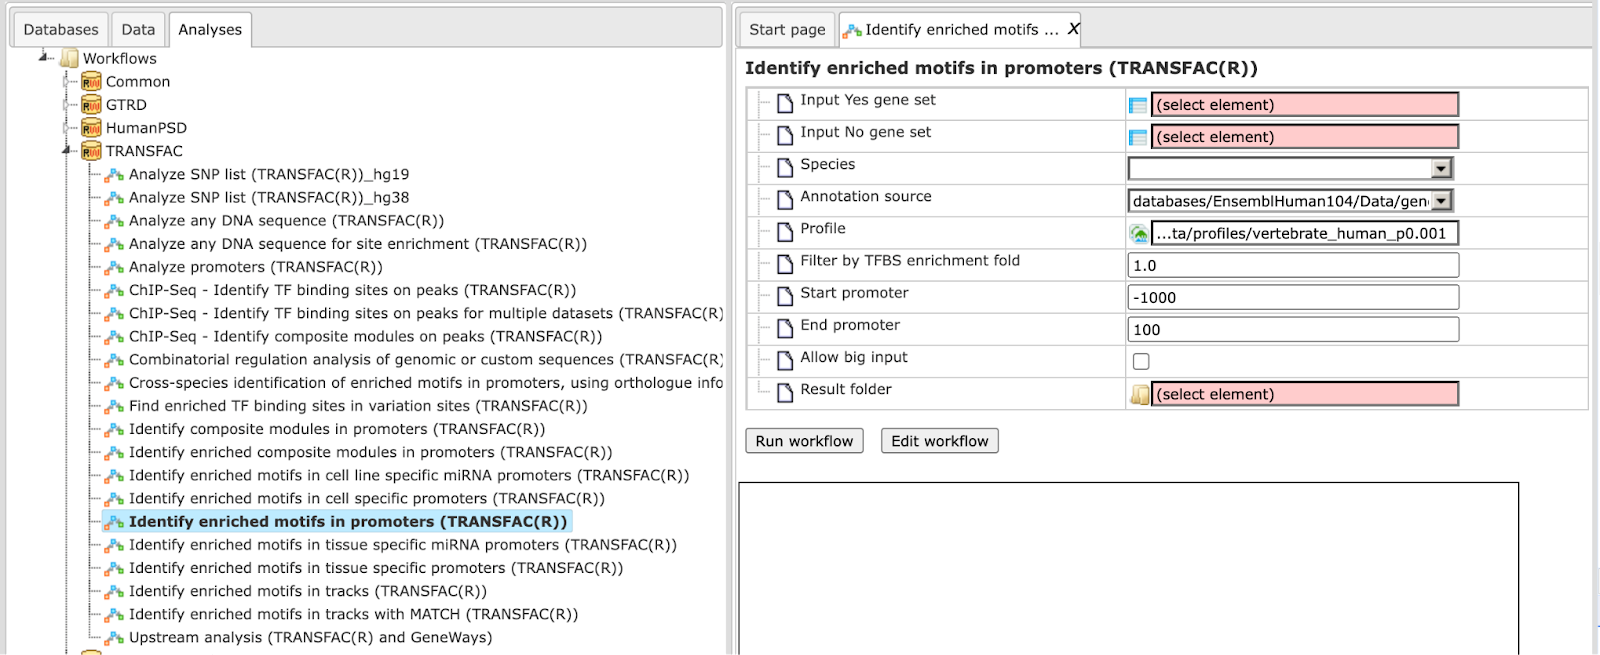 Databases
Data
Analyses
Workflows
Common
GTRD
HumanPSD
TRANSFAC
Analyze SNP list (TRANSFAC(R))_hg19
Analyze SNP list (TRANSFAC(R))_hg38
Analyze any DNA sequence (TRANSFAC(R))
Analyze any DNA sequence for site enrichment (TRANSFAC(R))
Analyze promoters (TRANSFAC(R))
ChIP-Seq - Identify TF binding sites on peaks (TRANSFAC(R))
ChIP-Seq - Identify TF binding sites on peaks for multiple datasets (TRANSFAC(R)
ChIP-Seq - Identify composite modules on peaks (TRANSFAC(R))
Combinatorial regulation analysis of genomic or custom sequences (TRANSFAC(
Cross-species identification of enriched motifs in promoters, using orthologue info
Find enriched TF binding sites in variation sites (TRANSFAC(R))
Identify composite modules in promoters (TRANSFAC(R))
Identify enriched composite modules in promoters (TRANSFAC(R))
Identify enriched motifs in cell line specific miRNA promoters (TRANSFAC(R))
Identify enriched motifs in cell specific promoters (TRANSFAC(R))
Identify enriched motifs in promoters (TRANSFAC(R))
Identify enriched motifs in tissue specific miRNA promoters (TRANSFAC(R))
Identify enriched motifs in tissue specific promoters (TRANSFAC(R))
Identify enriched motifs in tracks (TRANSFAC(R))
Identify enriched motifs in tracks with MATCH (TRANSFAC(R))
Upstream analysis (TRANSFAC(R) and GeneWays)
Start page
Identify enriched motifs ... X
Identify enriched motifs in promoters (TRANSFAC(R))
Input Yes gene set (select element)
Input No gene set (select element)
Species
Annotation source databases/EnsemblHuman104/Data/gen
Profile ...ta/profiles/vertebrate_human_p0.001
Filter by TFBS enrichment fold 1.0
Start promoter -1000
End promoter 100
Allow big input
Result folder (select element)
Run workflow
Edit workflow